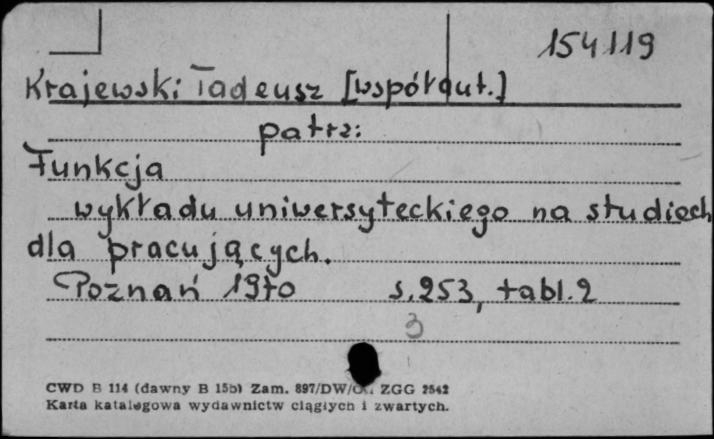 154119
Krajewski Tadeusz [współaut.]
patrz:
Funkcja
wykładu uniwersyteckiego na studiach
dla pracujących.
Poznań 1970 s. 253, tabl. 2
3
CWD B 114 (dawny B 15b) Zam. 897/DW/ ZGG 2542
Karta katalogowa wydawnictw ciągłych i zwartych.